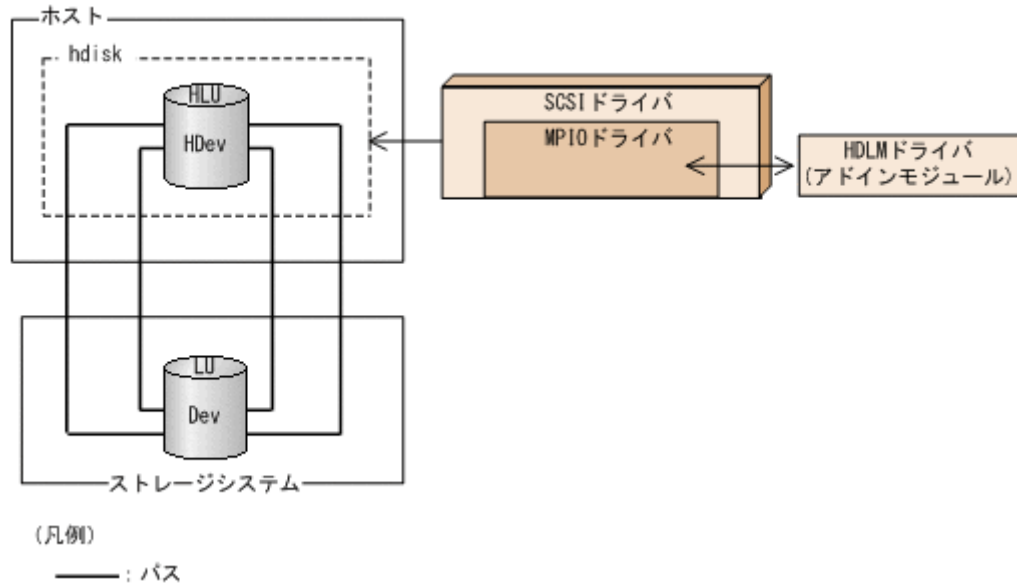 ホスト
hdisk
HLU
HDev
SCSIドライバ
MPIOドライバ
HDLMドライバ
(アドインモジュール)
LU
Dev
ストレージシステム
(凡例)
: パス